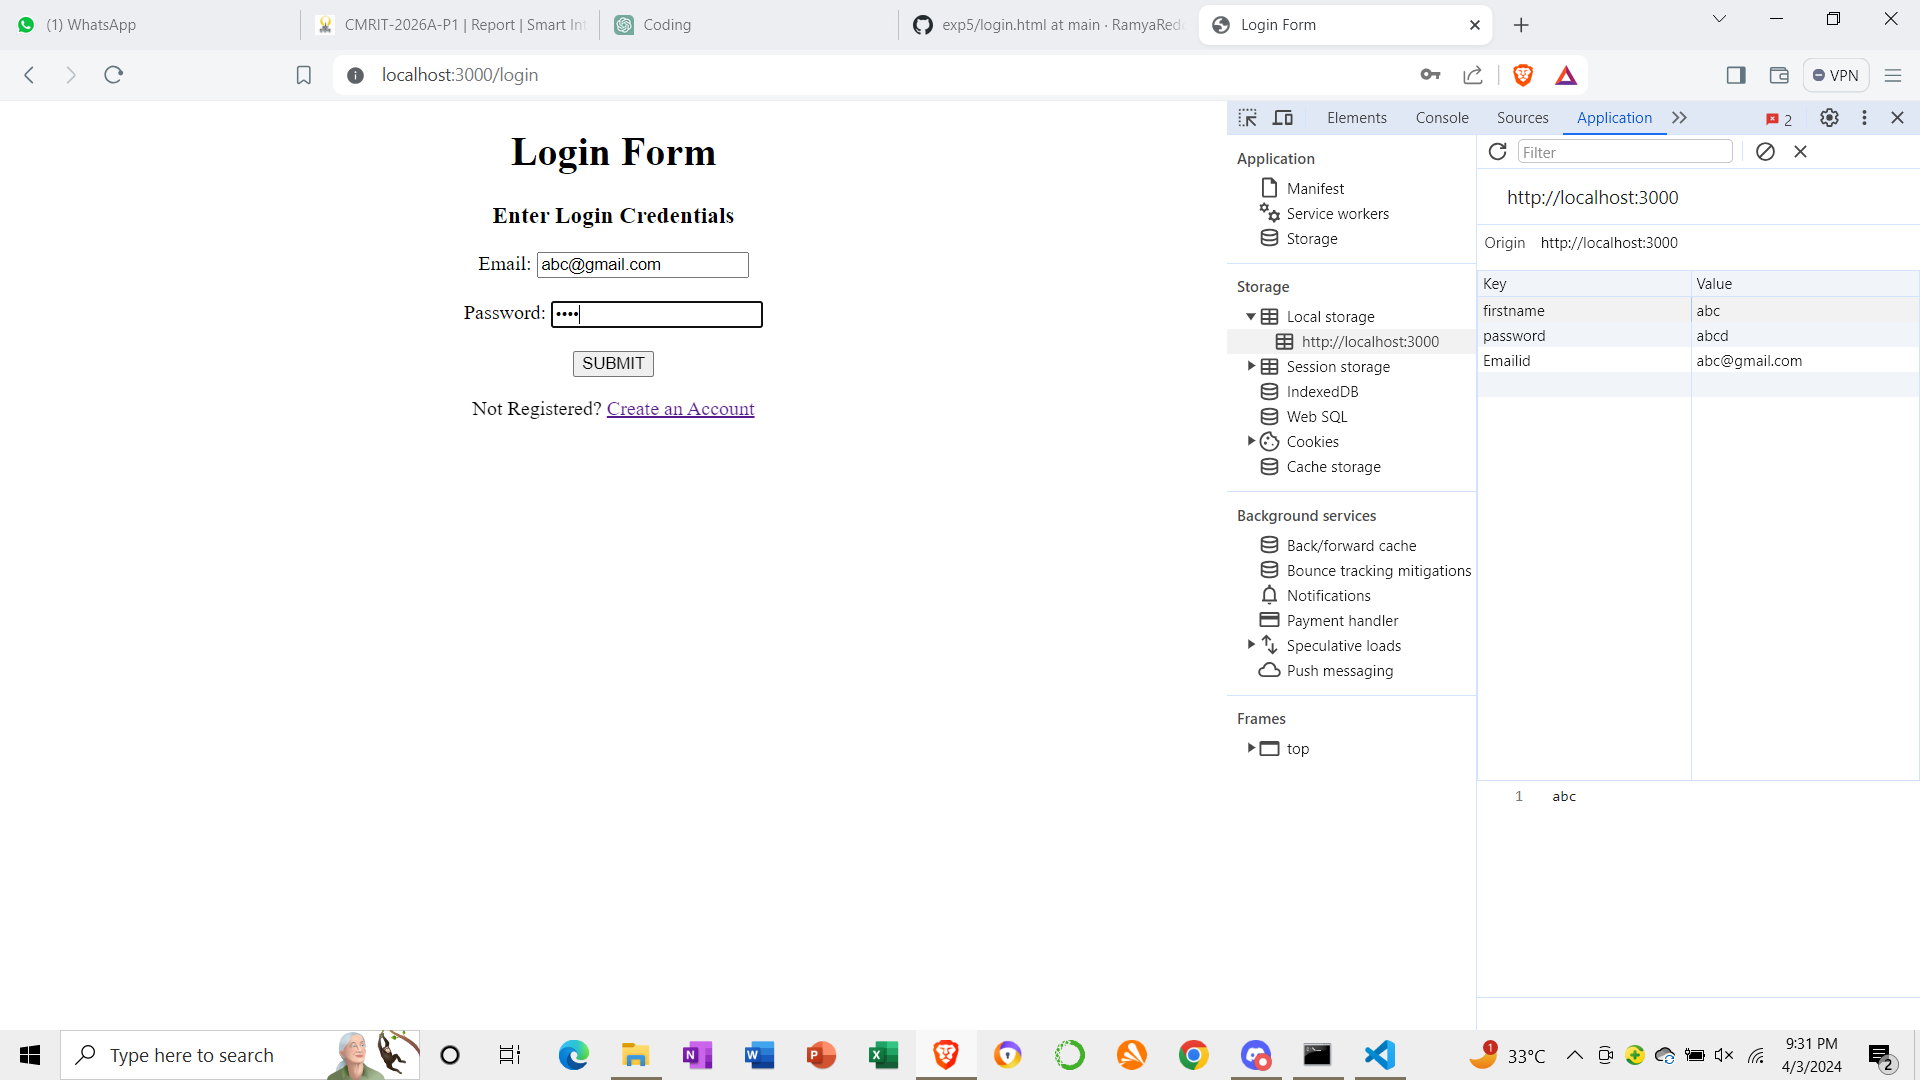 (1) WhatsApp
CMRIT-2026A-P1 | Report | Smart Int
Coding
exp5/login.html at main · RamyaRed
Login Form
localhost:3000/login
VPN
Login Form
Enter Login Credentials
Email: abc@gmail.com
Password: ••••
SUBMIT
Not Registered? Create an Account
Elements Console Sources Application 2
Application
Manifest
Service workers
Storage
Storage
Local storage
http://localhost:3000
Session storage
IndexedDB
Web SQL
Cookies
Cache storage
Background services
Back/forward cache
Bounce tracking mitigations
Notifications
Payment handler
Speculative loads
Push messaging
Frames
top
Filter
http://localhost:3000
Origin http://localhost:3000
Key Value
firstname abc
password abcd
Emailid abc@gmail.com
1 abc
Type here to search
1
33°C
9:31 PM
4/3/2024
2